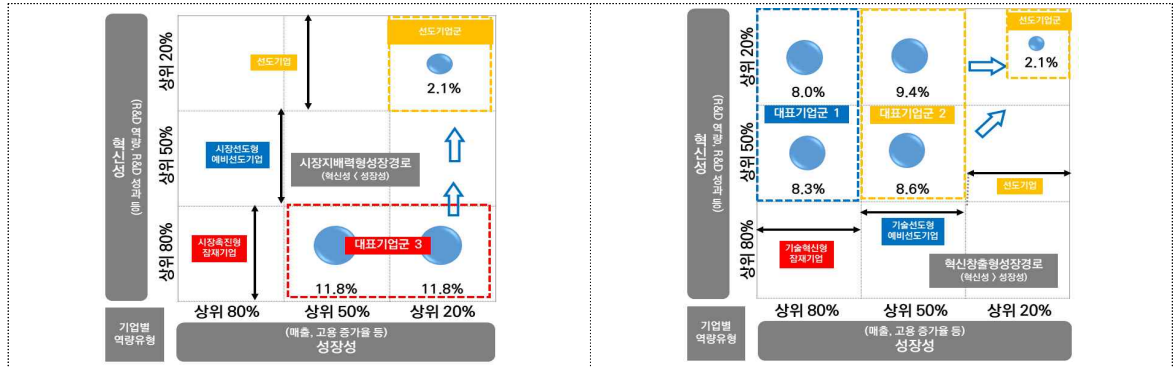 혁신성
(R&D 역량, R&D 성과 등)
상위 20%
상위 50%
상위 80%
선도기업
선도기업군
2.1%
시장선도형
예비선도기업
시장지배력형성장경로
(혁신성 < 성장성)
시장촉진형
잠재기업
대표기업군 3
11.8%
11.8%
상위 80%
상위 50%
상위 20%
기업별
역량유형
(매출, 고용 증가율 등)
성장성
혁신성
(R&D 역량, R&D 성과 등)
상위 20%
상위 50%
상위 80%
8.0%
9.4%
선도기업군
2.1%
대표기업군 1
대표기업군 2
8.3%
8.6%
선도기업
기술혁신형
잠재기업
기술선도형
예비선도기업
혁신창출형성장경로
(혁신성 > 성장성)
상위 80%
상위 50%
상위 20%
기업별
역량유형
(매출, 고용 증가율 등)
성장성